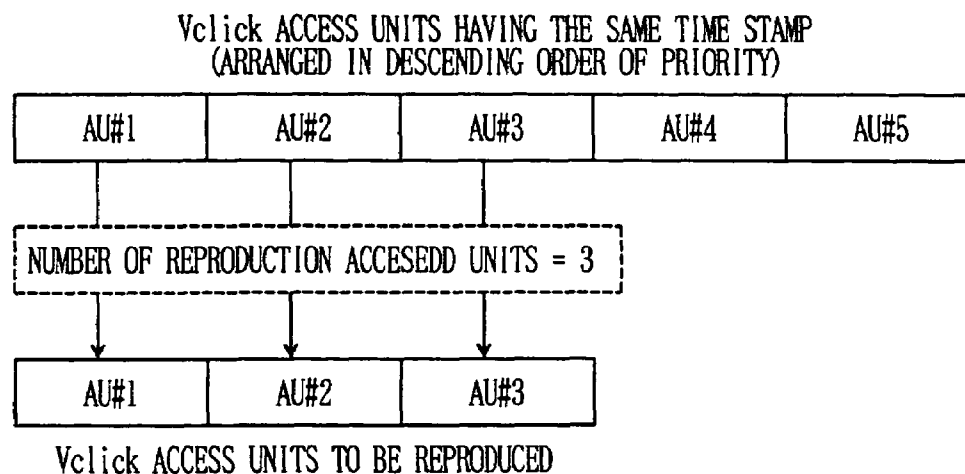 Vclick ACCESS UNITS HAVING THE SAME TIME STAMP
(ARRANGED IN DESCENDING ORDER OF PRIORITY)
AU#1 AU#2 AU#3 AU#4 AU#5
NUMBER OF REPRODUCTION ACCESEDD UNITS = 3
AU#1 AU#2 AU#3
Vclick ACCESS UNITS TO BE REPRODUCED